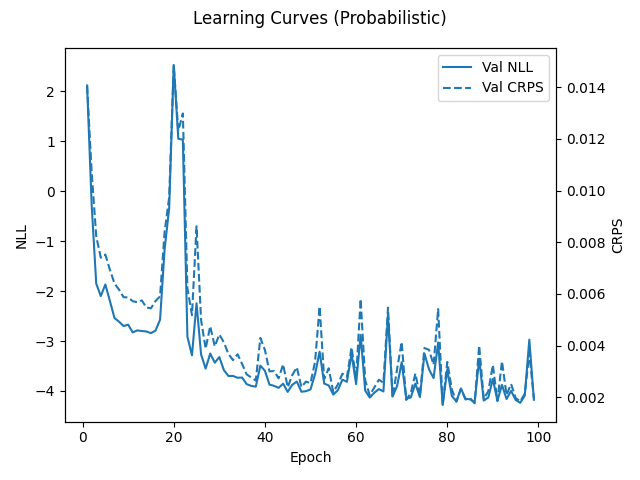 Learning Curves (Probabilistic)
Val NLL
Val CRPS
NLL
2
1
0
−1
−2
−3
−4
0.014
0.012
0.010
0.008
0.006
0.004
0.002
CRPS
0 20 40 60 80 100
Epoch